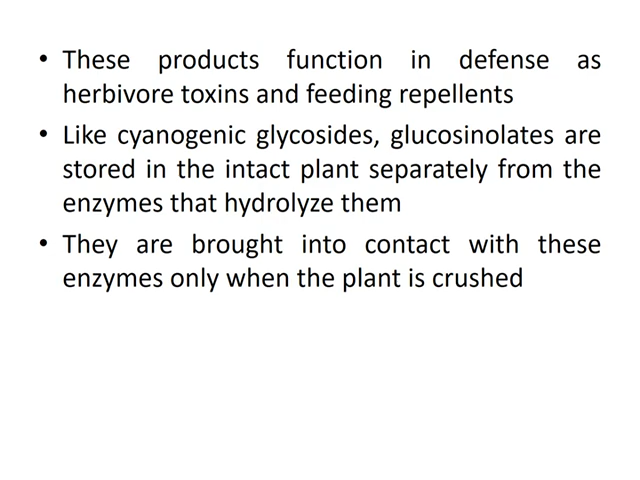 • These products function in defense as
herbivore toxins and feeding repellents
• Like cyanogenic glycosides, glucosinolates are
stored in the intact plant separately from the
enzymes that hydrolyze them
• They are brought into contact with these
enzymes only when the plant is crushed